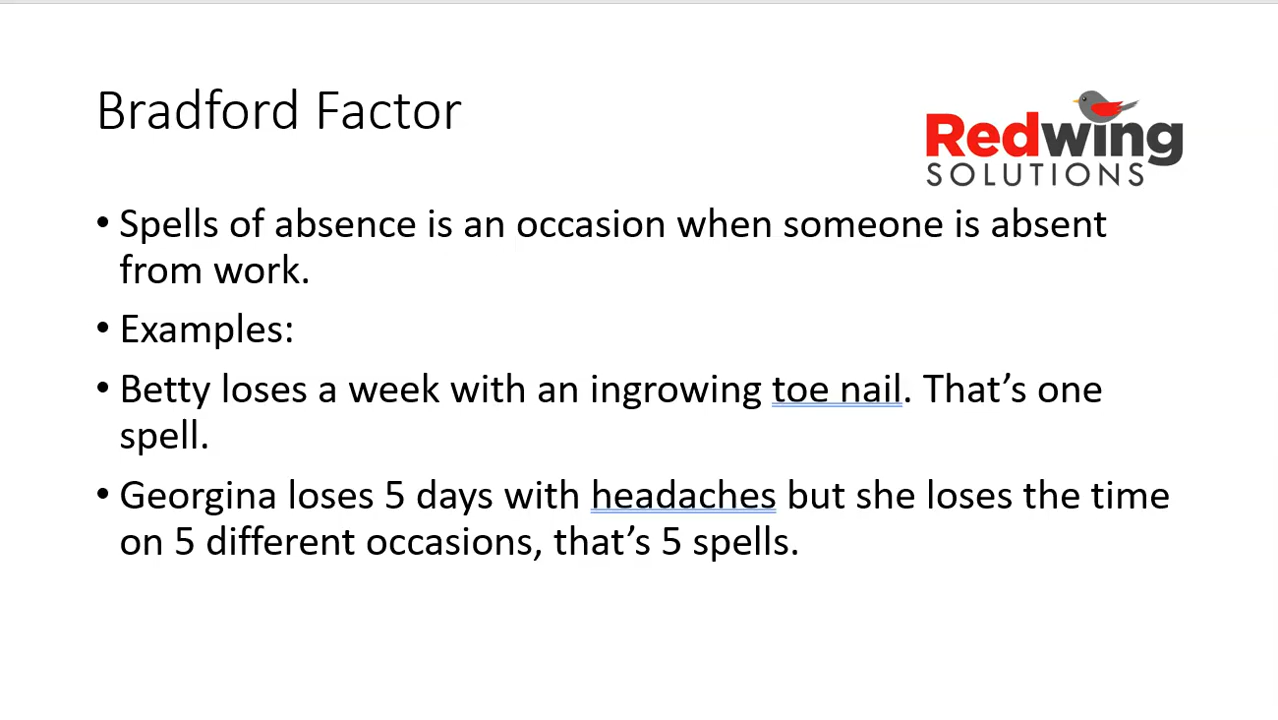 Bradford Factor
Redwing
SOLUTIONS
• Spells of absence is an occasion when someone is absent
from work.
• Examples:
• Betty loses a week with an ingrowing toe nail. That’s one
spell.
• Georgina loses 5 days with headaches but she loses the time
on 5 different occasions, that’s 5 spells.